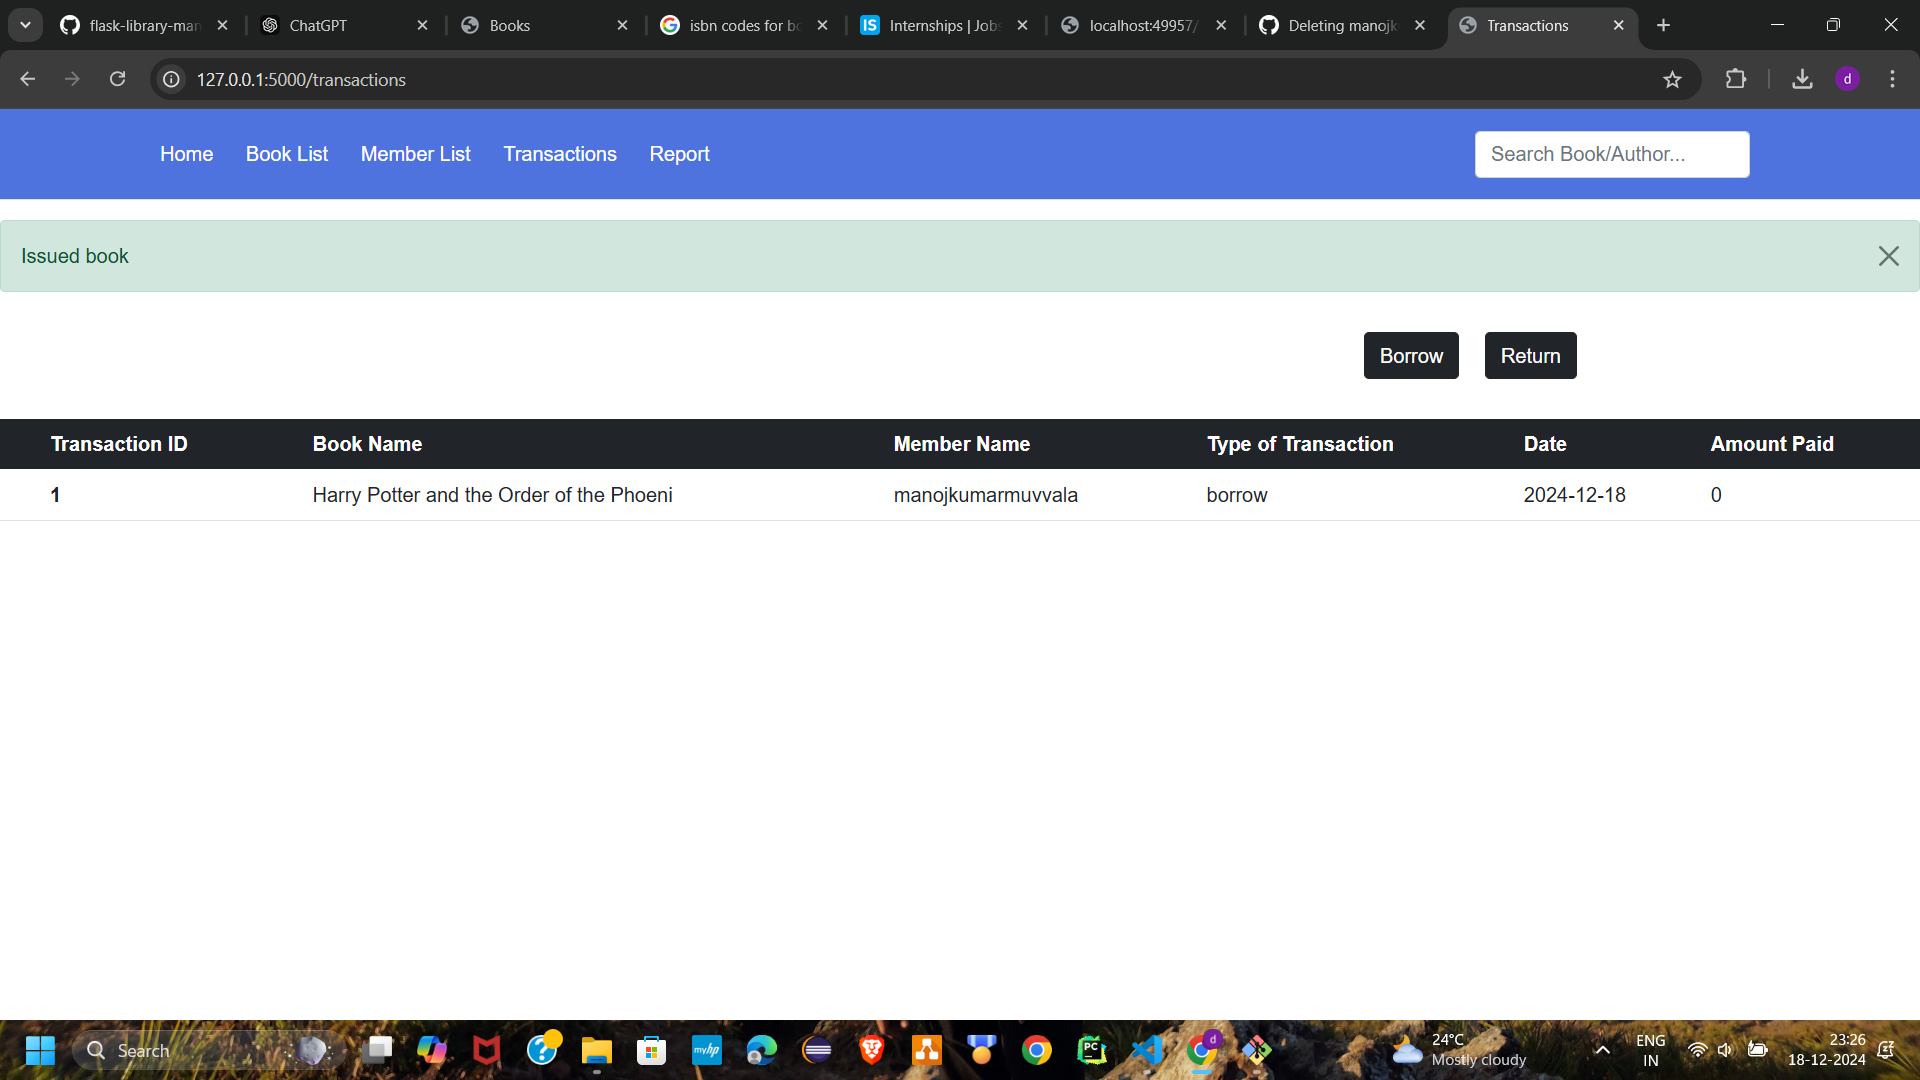 flask-library-man
ChatGPT
Books
isbn codes for bo
Internships | Jobs
localhost:49957/
Deleting manojk
Transactions
127.0.0.1:5000/transactions
d
Home Book List Member List Transactions Report Search Book/Author...
Issued book
Borrow Return
Transaction ID Book Name Member Name Type of Transaction Date Amount Paid
1 Harry Potter and the Order of the Phoeni manojkumarmuvvala borrow 2024-12-18 0
Search
myhp
PC
d
24°C
Mostly cloudy
ENG
IN
23:26
18-12-2024